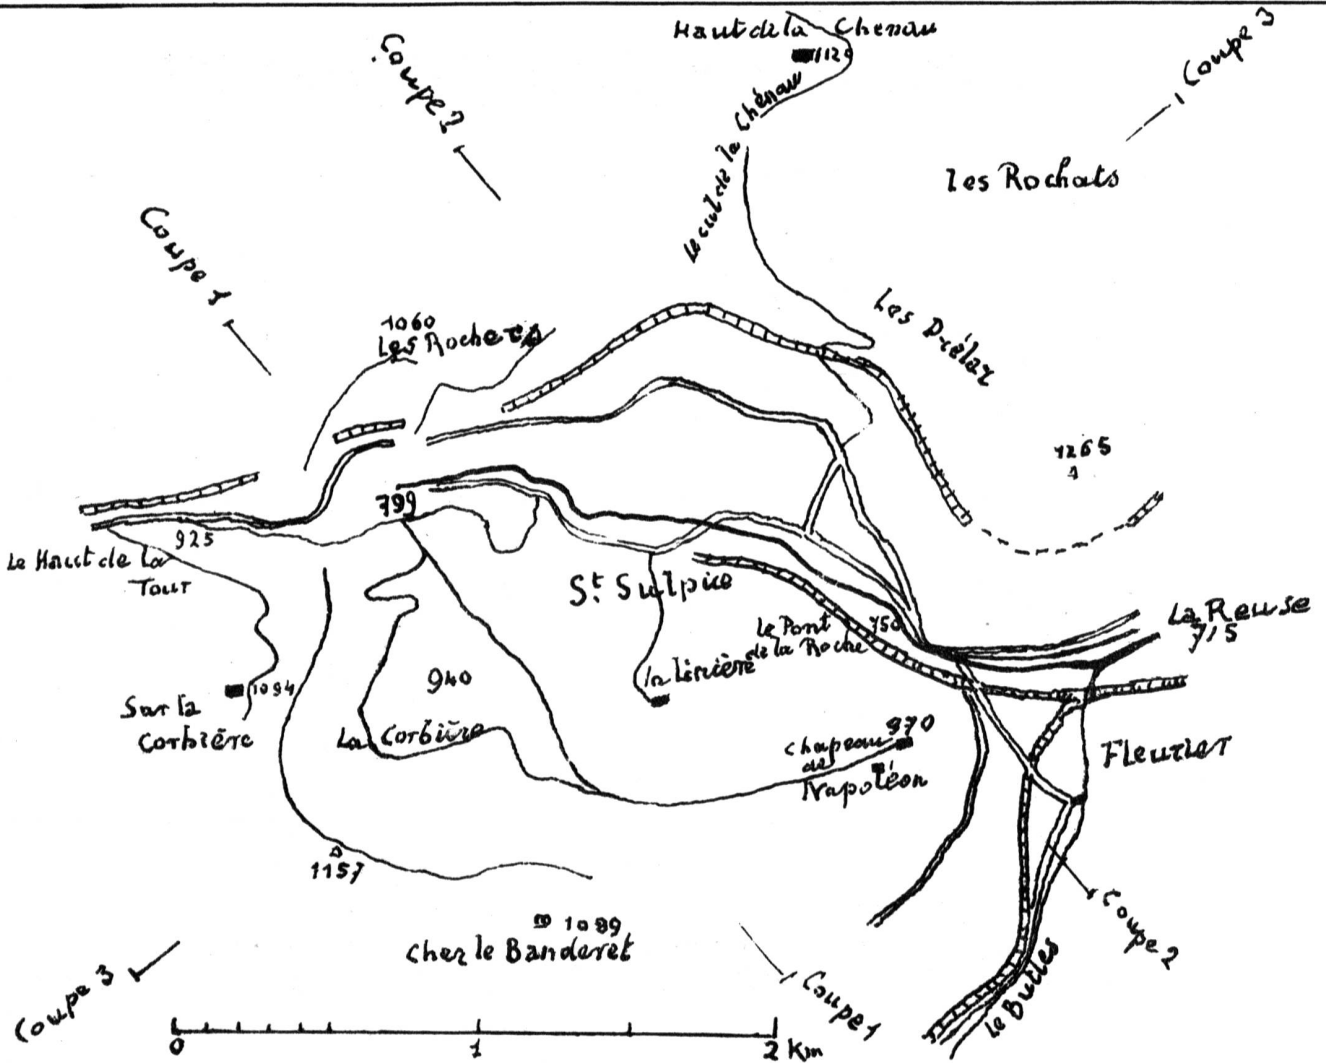 Haut de la Chenau
1120
Coupe 2
Coupe 3
Le cul de la Chénau
Les Rochats
Coupe 1
1060
Les Rochers
Les Prélaz
1265
799
925
Le Haut de la
Tour
St. Sulpice
La Reuse
715
le Pont
de la Roche
750
la Linière
940
1094
Sur la
Corbière
La Corbière
970
Chapeau
de
Napoléon
Fleurier
1157
1089
Chez le Banderet
Coupe 2
Coupe 3
Coupe 1
Le Buttes
0 1 2 Km